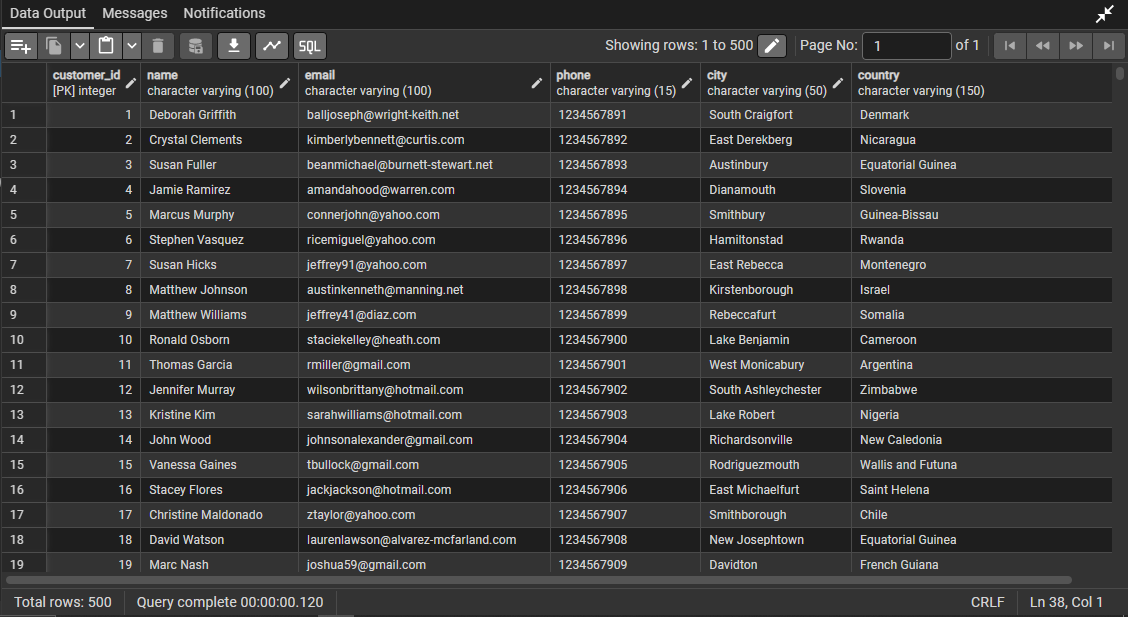 Data Output Messages Notifications
SQL Showing rows: 1 to 500 Page No: 1 of 1
customer_id name email phone city country
[PK] integer character varying (100) character varying (100) character varying (15) character varying (50) character varying (150)
1 1 Deborah Griffith balljoseph@wright-keith.net 1234567891 South Craigfort Denmark
2 2 Crystal Clements kimberlybennett@curtis.com 1234567892 East Derekberg Nicaragua
3 3 Susan Fuller beanmichael@burnett-stewart.net 1234567893 Austinbury Equatorial Guinea
4 4 Jamie Ramirez amandahood@warren.com 1234567894 Dianamouth Slovenia
5 5 Marcus Murphy connerjohn@yahoo.com 1234567895 Smithbury Guinea-Bissau
6 6 Stephen Vasquez ricemiguel@yahoo.com 1234567896 Hamiltonstad Rwanda
7 7 Susan Hicks jeffrey91@yahoo.com 1234567897 East Rebecca Montenegro
8 8 Matthew Johnson austinkenneth@manning.net 1234567898 Kirstenborough Israel
9 9 Matthew Williams jeffrey41@diaz.com 1234567899 Rebeccafurt Somalia
10 10 Ronald Osborn staciekelley@heath.com 1234567900 Lake Benjamin Cameroon
11 11 Thomas Garcia rmiller@gmail.com 1234567901 West Monicabury Argentina
12 12 Jennifer Murray wilsonbrittany@hotmail.com 1234567902 South Ashleychester Zimbabwe
13 13 Kristine Kim sarahwilliams@hotmail.com 1234567903 Lake Robert Nigeria
14 14 John Wood johnsonalexander@gmail.com 1234567904 Richardsonville New Caledonia
15 15 Vanessa Gaines tbullock@gmail.com 1234567905 Rodriguezmouth Wallis and Futuna
16 16 Stacey Flores jackjackson@hotmail.com 1234567906 East Michaelfurt Saint Helena
17 17 Christine Maldonado ztaylor@yahoo.com 1234567907 Smithborough Chile
18 18 David Watson laurenlawson@alvarez-mcfarland.com 1234567908 New Josephtown Equatorial Guinea
19 19 Marc Nash joshua59@gmail.com 1234567909 Davidton French Guiana
Total rows: 500 Query complete 00:00:00.120 CRLF Ln 38, Col 1